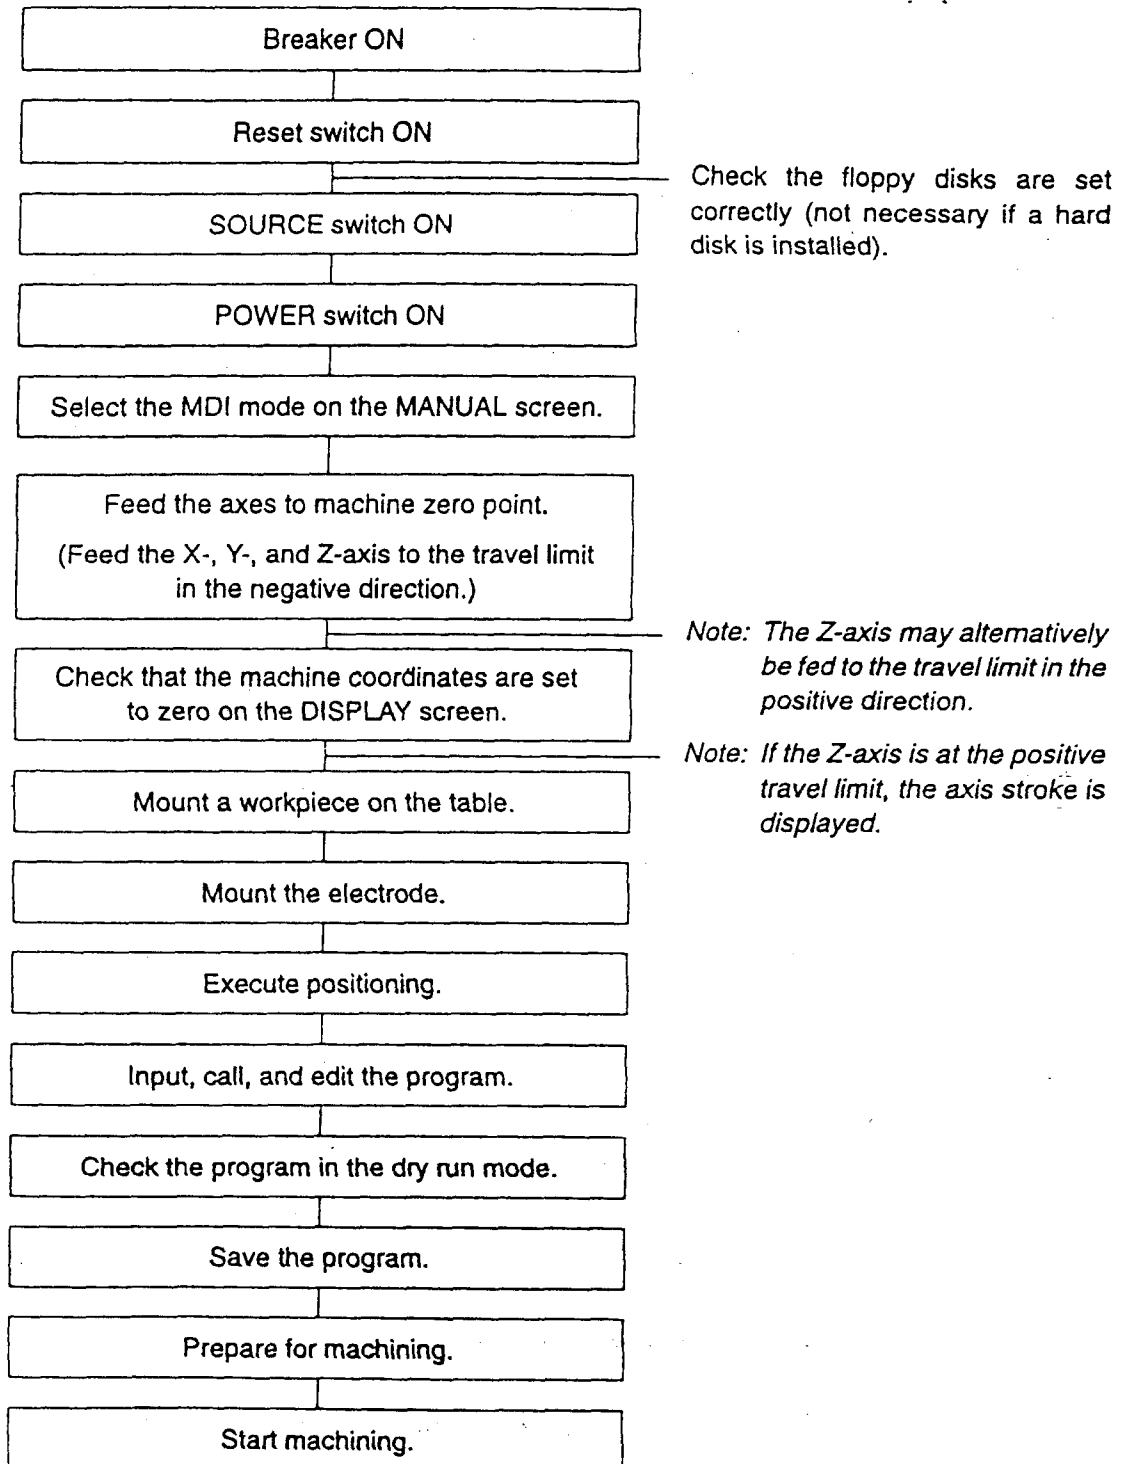 Breaker ON
Reset switch ON
Check the floppy disks are set
correctly (not necessary if a hard
disk is installed).
SOURCE switch ON
POWER switch ON
Select the MDI mode on the MANUAL screen.
Feed the axes to machine zero point.
(Feed the X-, Y-, and Z-axis to the travel limit
in the negative direction.)
Note: The Z-axis may alternatively
be fed to the travel limit in the
positive direction.
Check that the machine coordinates are set
to zero on the DISPLAY screen.
Note: If the Z-axis is at the positive
travel limit, the axis stroke is
displayed.
Mount a workpiece on the table.
Mount the electrode.
Execute positioning.
Input, call, and edit the program.
Check the program in the dry run mode.
Save the program.
Prepare for machining.
Start machining.